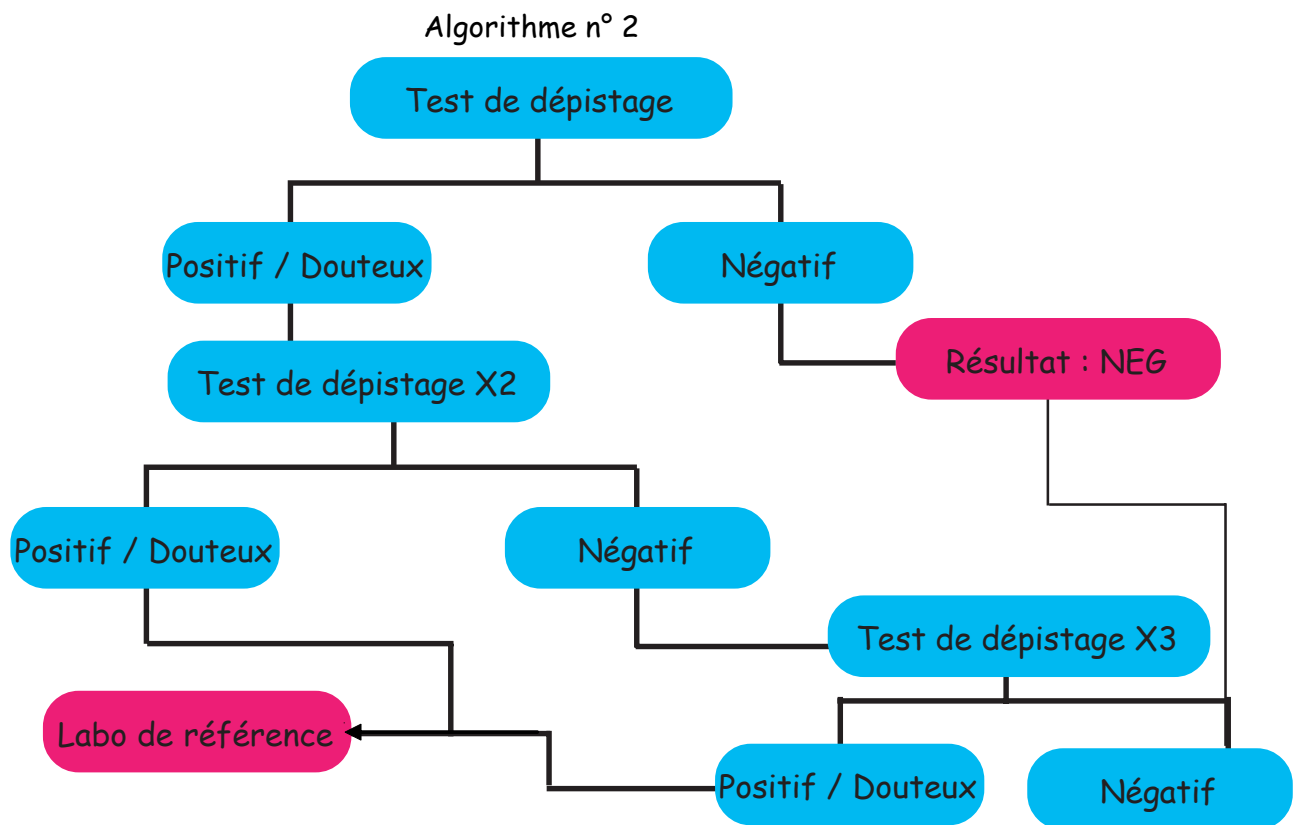 Algorithme n° 2
Test de dépistage
Positif / Douteux
Négatif
Résultat : NEG
Test de dépistage X2
Positif / Douteux
Négatif
Test de dépistage X3
Labo de référence
Positif / Douteux
Négatif